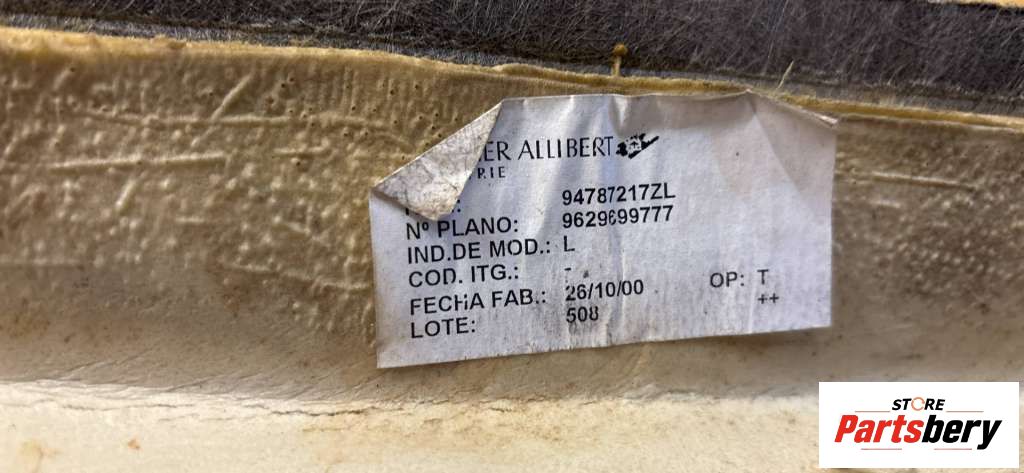 ER ALLIBERT
RIE
94787217ZL
Nº PLANO: 9629699777
IND.DE MOD.: L
COD. ITG.: -
FECHA FAB.: 26/10/00 OP: T
LOTE: 508 ++
STORE
Partsbery